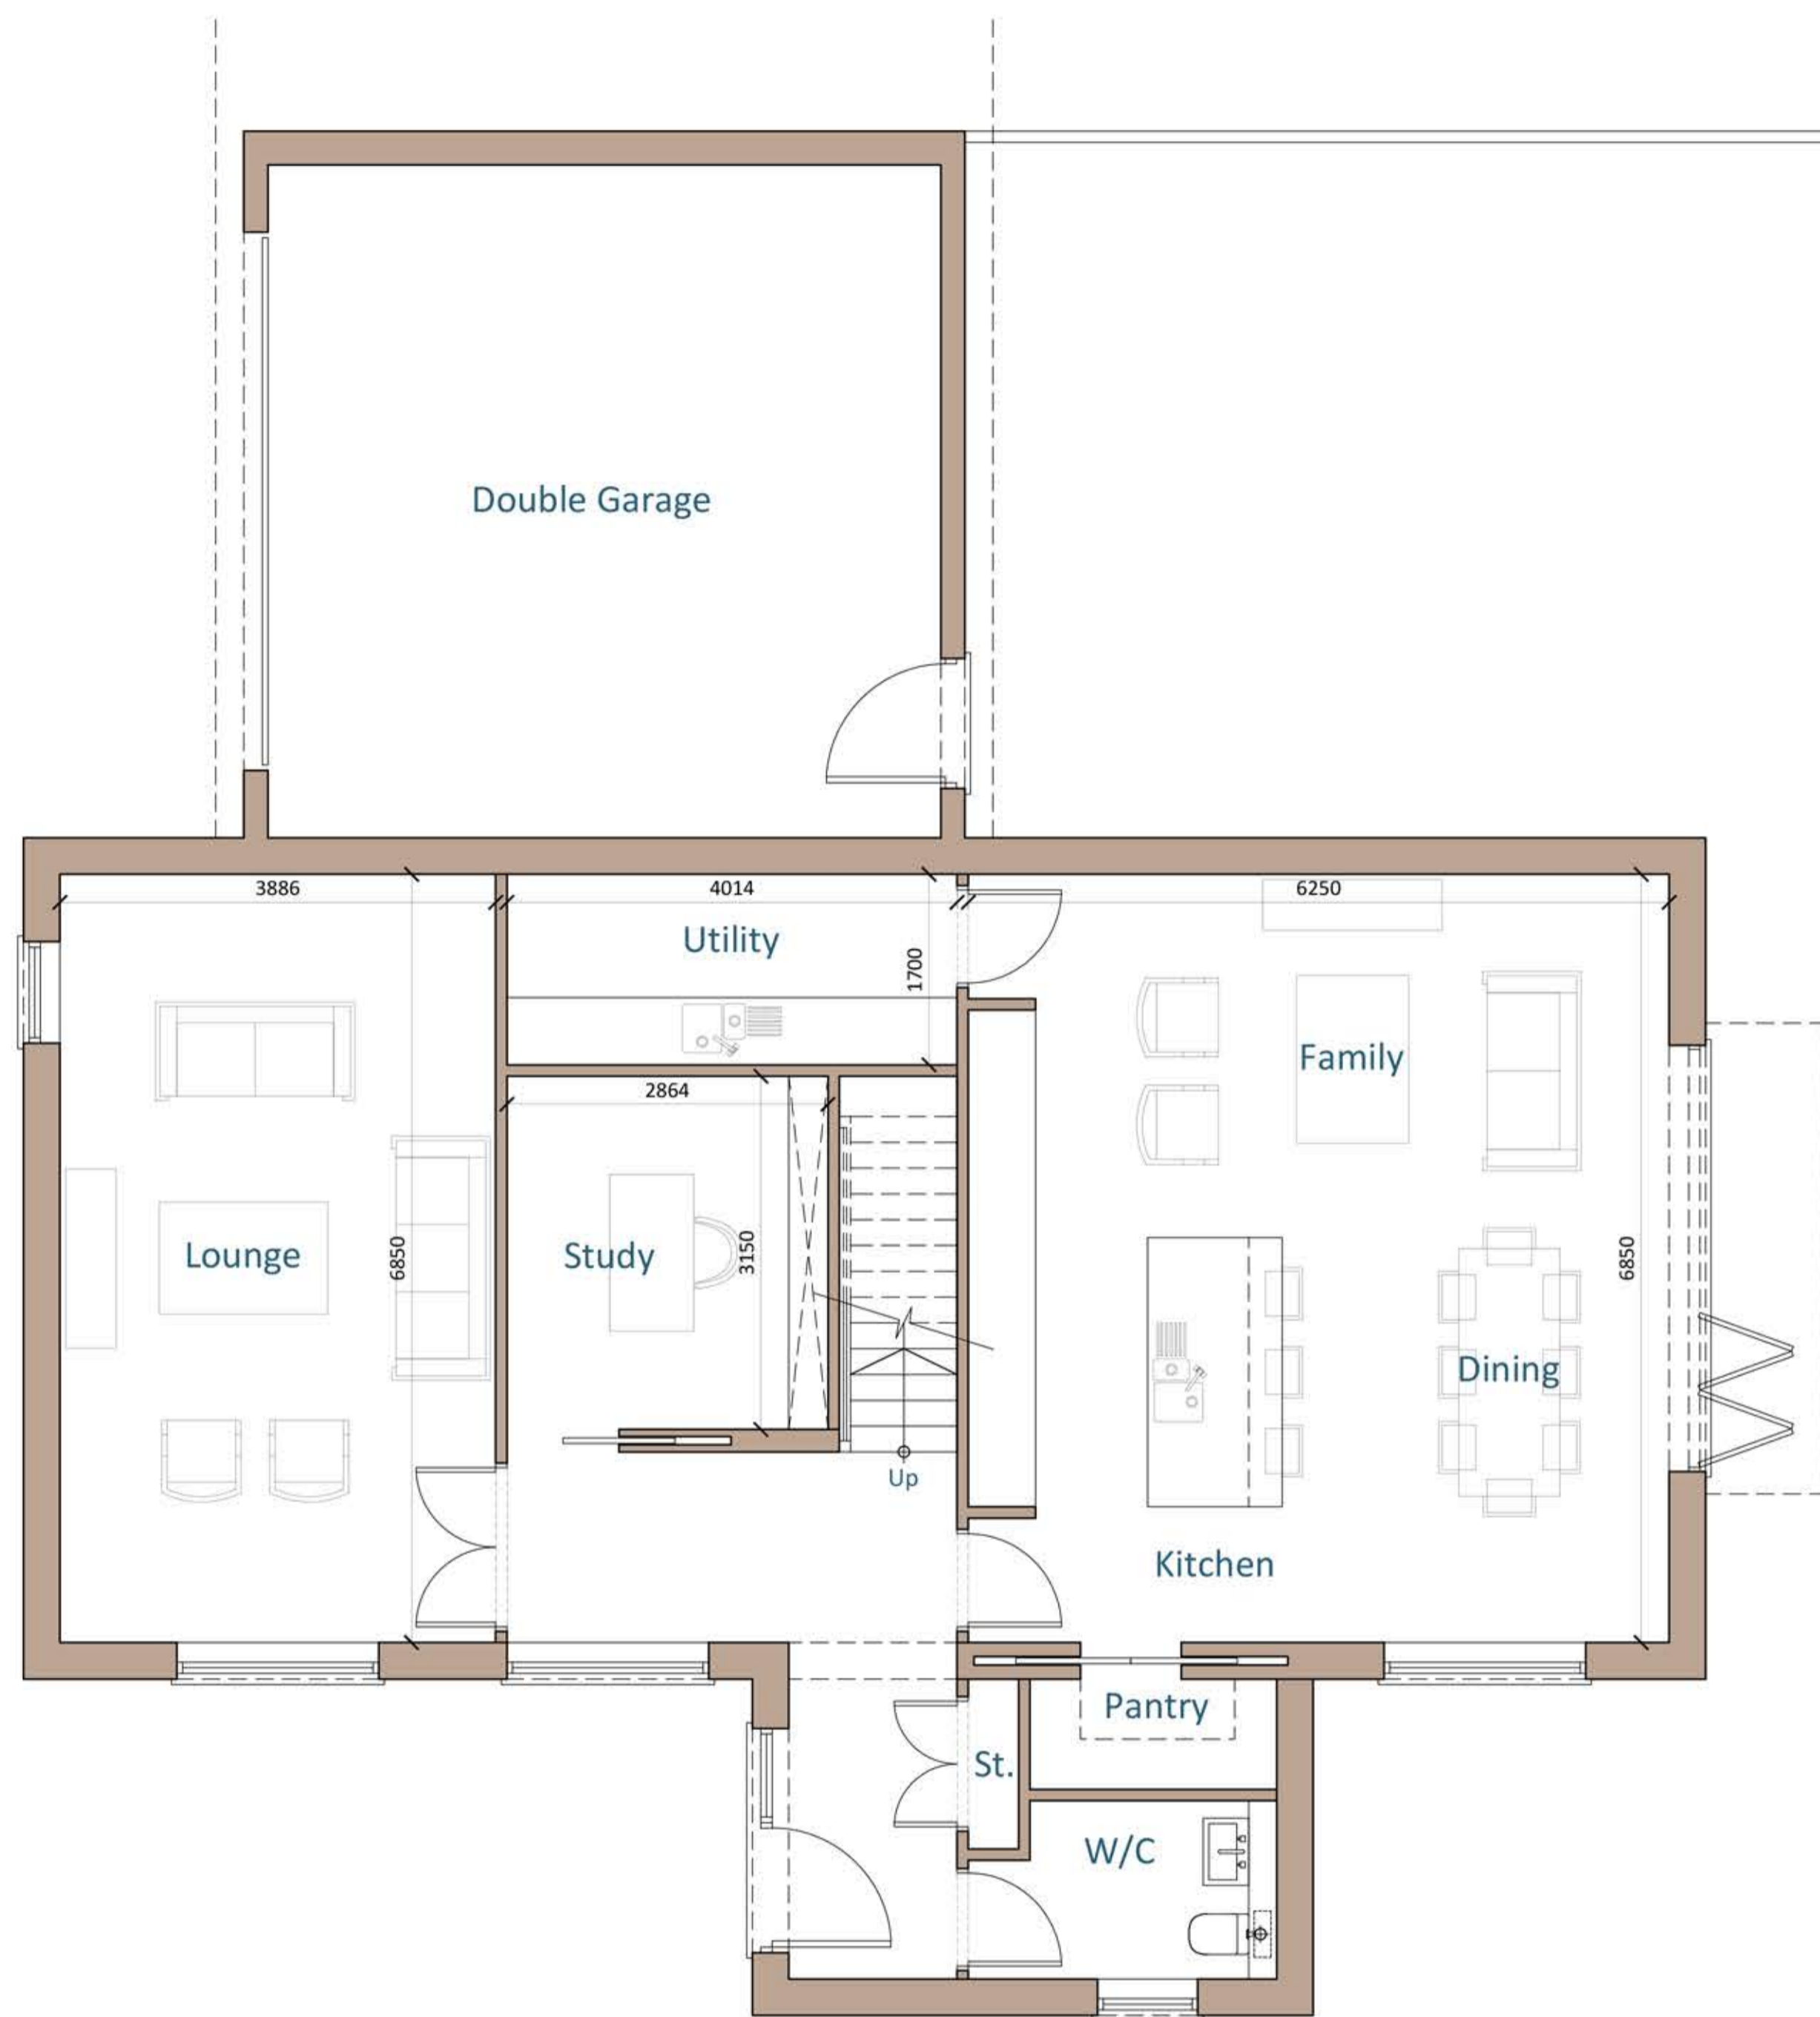 Double Garage
3886
4014
6250
Utility
1700
Family
2864
Lounge
6850
Study
3150
6850
Dining
Up
Kitchen
Pantry
St.
W/C